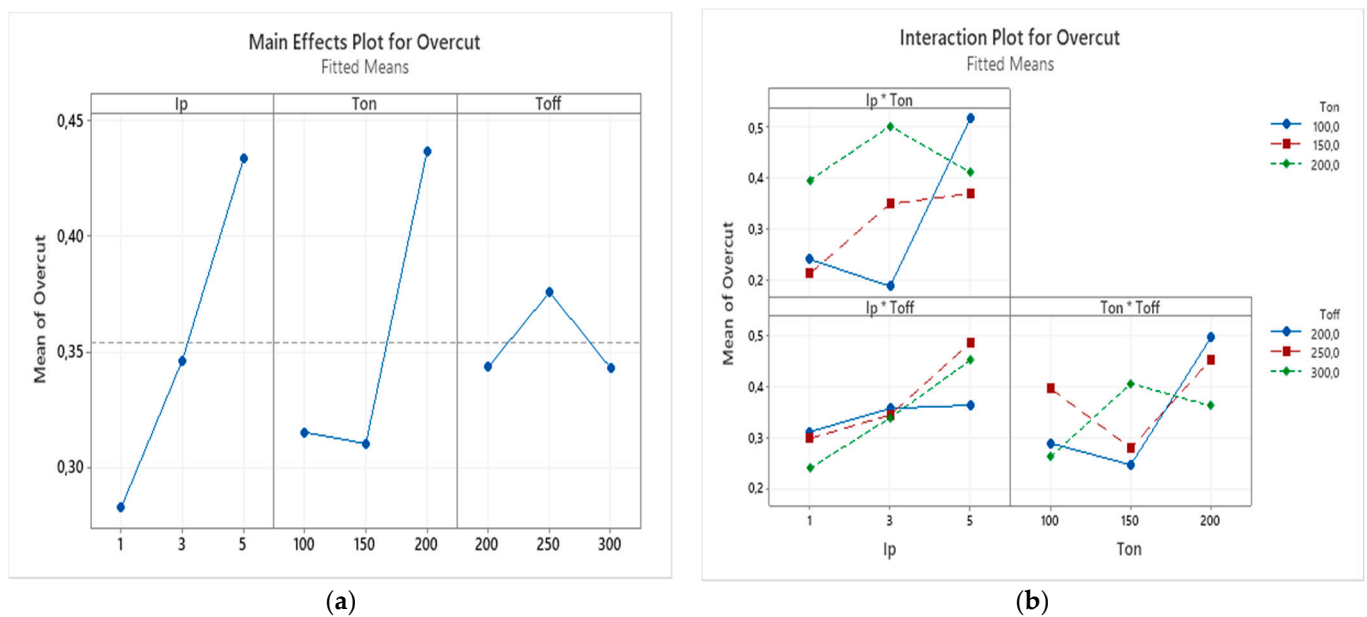 Main Effects Plot for Overcut
Fitted Means
Ip Ton Toff
Mean of Overcut
0,45
0,40
0,35
0,30
1 3 5 100 150 200 200 250 300
(a)
Interaction Plot for Overcut
Fitted Means
Ip * Ton
Mean of Overcut
0,5
0,4
0,3
0,2
Ip * Toff Ton * Toff
0,5
0,4
0,3
0,2
1 3 5 100 150 200
Ip Ton
Ton
100,0
150,0
200,0
Toff
200,0
250,0
300,0
(b)